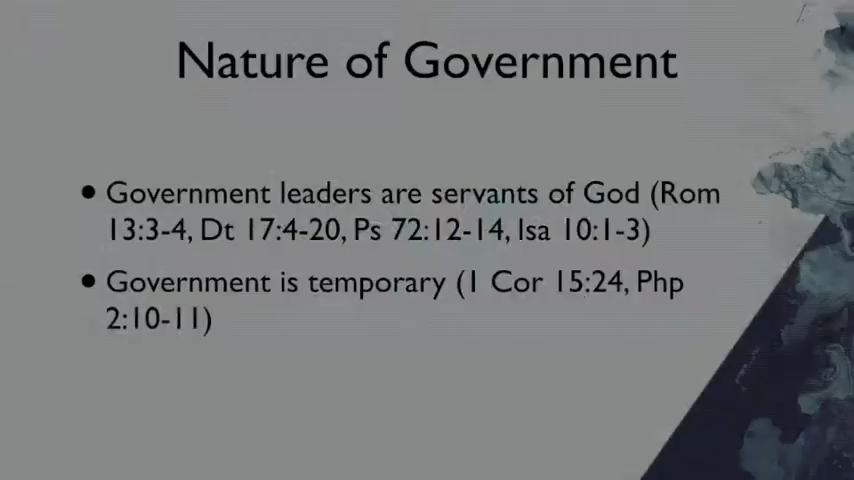 Nature of Government
• Government leaders are servants of God (Rom
13:3-4, Dt 17:4-20, Ps 72:12-14, Isa 10:1-3)
• Government is temporary (1 Cor 15:24, Php
2:10-11)